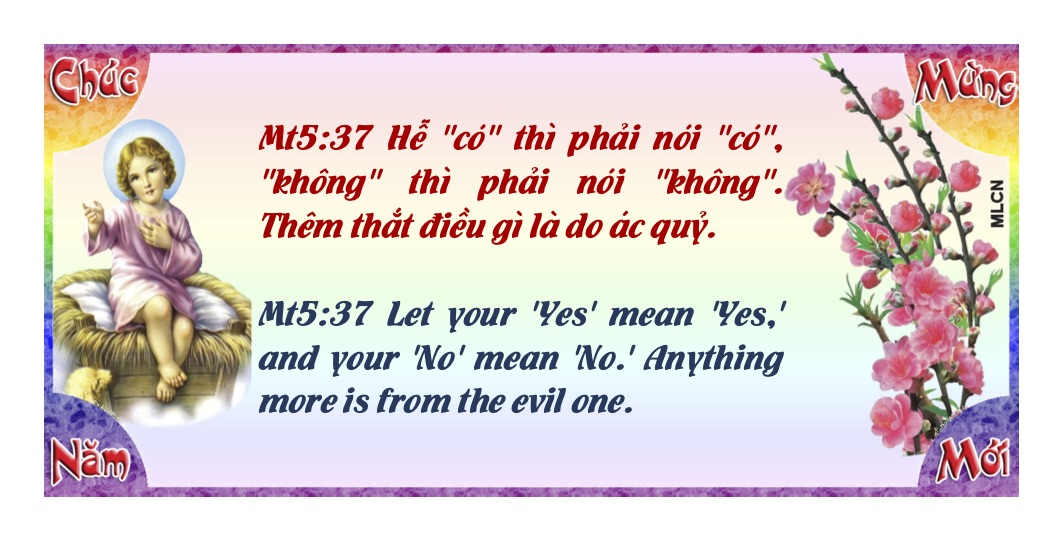 Chúc
Mừng
Mt5:37 Hễ "có" thì phải nói "có",
"không" thì phải nói "không".
Thêm thắt điều gì là do ác quỷ.
MLCN
Mt5:37 Let your 'Yes' mean 'Yes,'
and your 'No' mean 'No.' Anything
more is from the evil one.
Năm
Mới